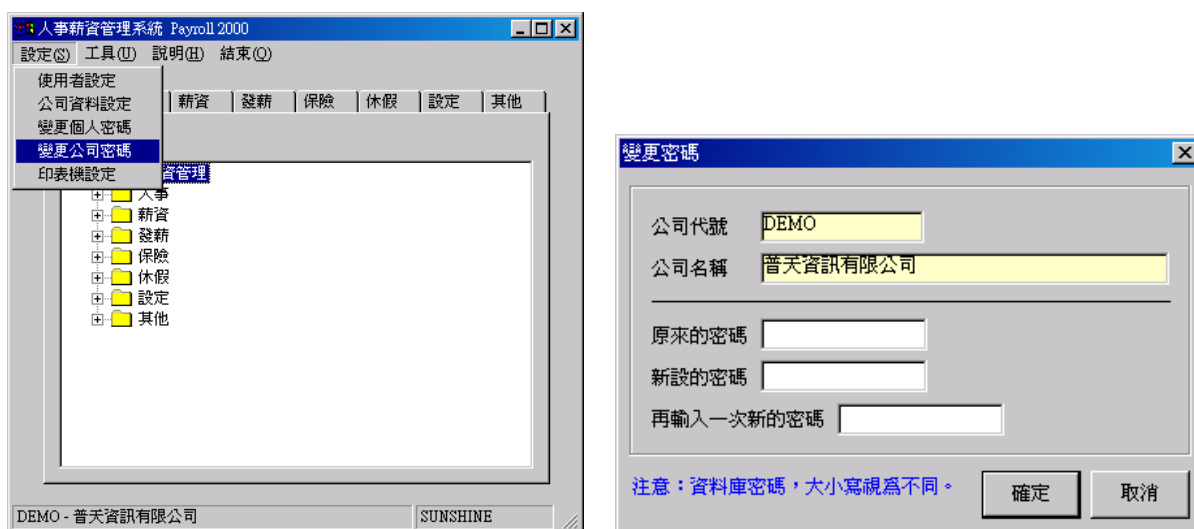 人事薪資管理系統 Payroll 2000
設定(S) 工具(U) 說明(H) 結束(Q)
使用者設定
公司資料設定
變更個人密碼
變更公司密碼
印表機設定
薪資 發薪 保險 休假 設定 其他
資管理
人事
薪資
發薪
保險
休假
設定
其他
DEMO - 普天資訊有限公司 SUNSHINE
變更密碼
公司代號 DEMO
公司名稱 普天資訊有限公司
原來的密碼
新設的密碼
再輸入一次新的密碼
注意：資料庫密碼，大小寫視為不同。
確定 取消